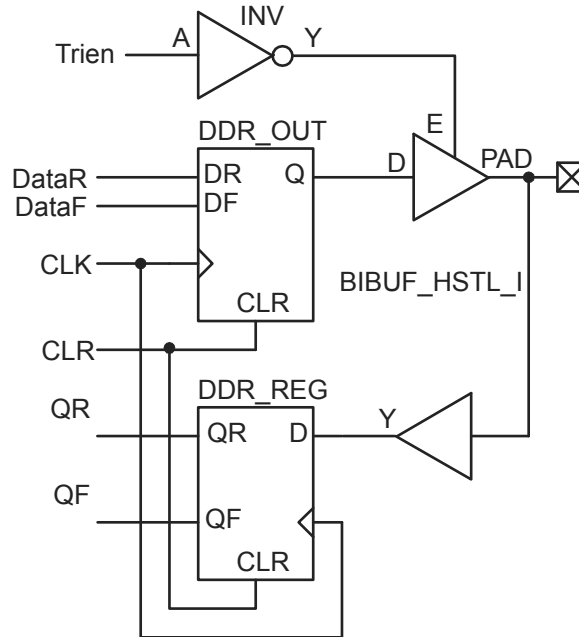 INV
Trien A Y
DDR_OUT E
DataR DR Q D PAD
DataF DF
CLK
BIBUF_HSTL_I
CLR
CLR
DDR_REG
QR Y
QR D
QF
QF
CLR